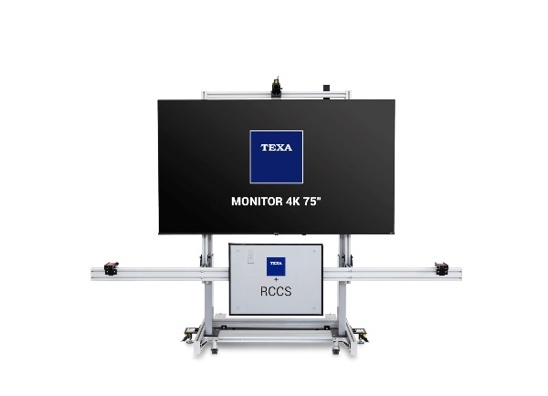 TEXA
MONITOR 4K 75"
TEXA
+
RCCS